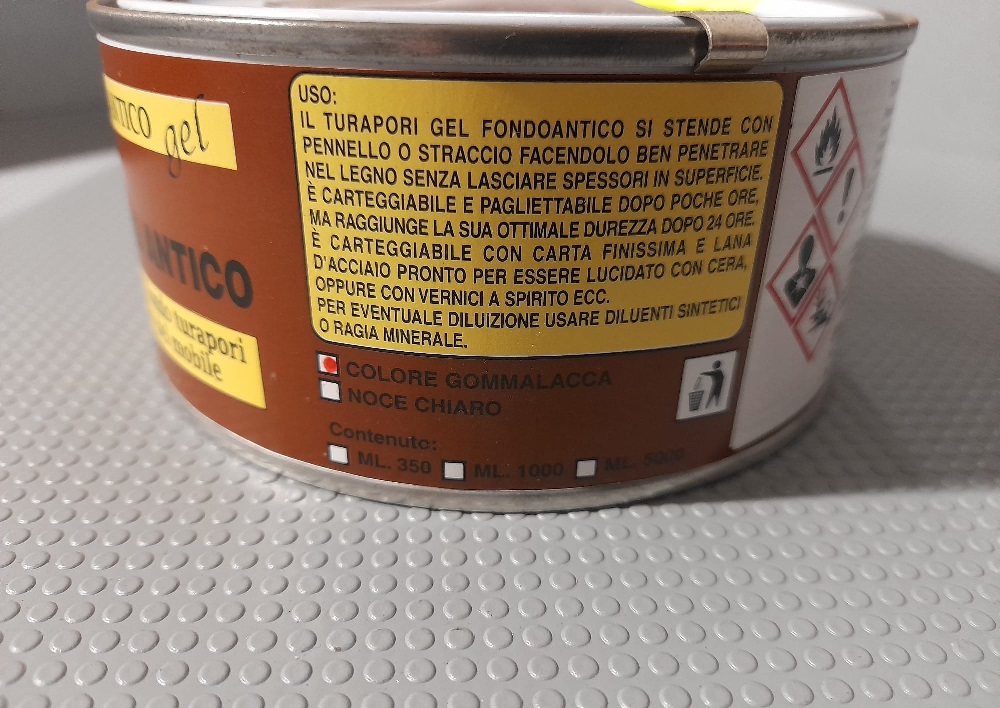 ANTICO gel
ANTICO
turapori
mobile
USO:
IL TURAPORI GEL FONDOANTICO SI STENDE CON
PENNELLO O STRACCIO FACENDOLO BEN PENETRARE
NEL LEGNO SENZA LASCIARE SPESSORI IN SUPERFICIE.
È CARTEGGIABILE E PAGLIETTABILE DOPO POCHE ORE,
MA RAGGIUNGE LA SUA OTTIMALE DUREZZA DOPO 24 ORE.
È CARTEGGIABILE CON CARTA FINISSIMA E LANA
D'ACCIAIO PRONTO PER ESSERE LUCIDATO CON CERA,
OPPURE CON VERNICI A SPIRITO ECC.
PER EVENTUALE DILUIZIONE USARE DILUENTI SINTETICI
O RAGIA MINERALE.
COLORE GOMMALACCA
NOCE CHIARO
Contenuto:
ML. 350 ML. 1000 ML. 5000